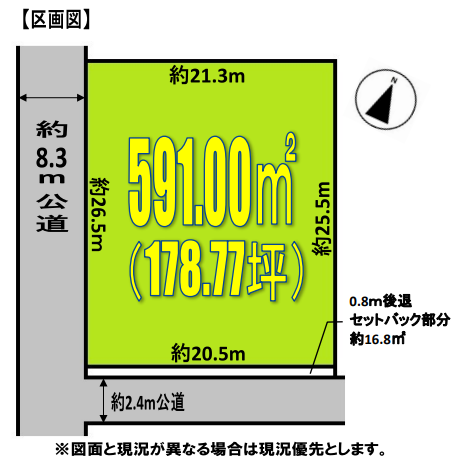 【区画図】
約21.3m
N
約8.3m公道
約26.5m
591.00㎡
(178.77坪)
約25.5m
0.8m後退
セットバック部分
約16.8㎡
約20.5m
約2.4m公道
※図面と現況が異なる場合は現況優先とします。